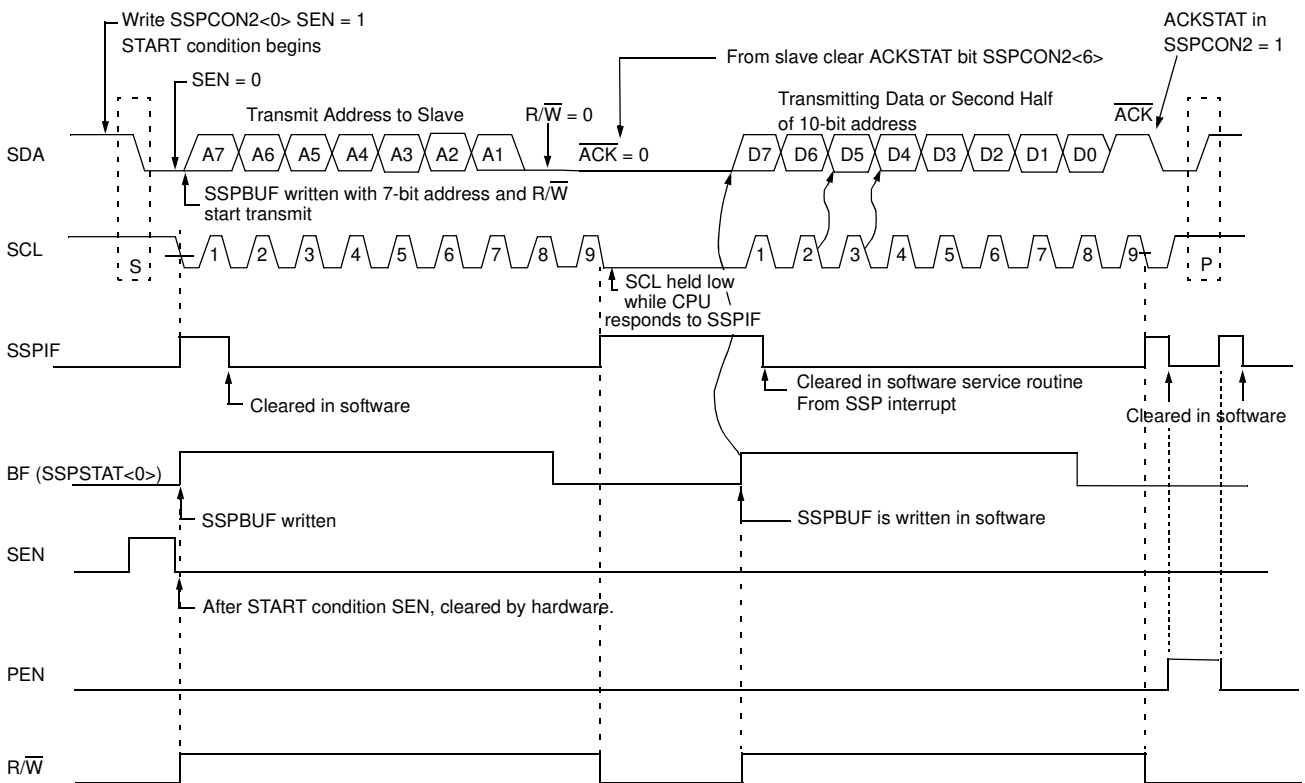 Write SSPCON2<0> SEN = 1
START condition begins
ACKSTAT in
SSPCON2 = 1
From slave clear ACKSTAT bit SSPCON2<6>
SEN = 0
Transmit Address to Slave
R/W̅ = 0
Transmitting Data or Second Half
of 10-bit address
A̅C̅K̅
SDA
A7 A6 A5 A4 A3 A2 A1
A̅C̅K̅ = 0
D7 D6 D5 D4 D3 D2 D1 D0
SSPBUF written with 7-bit address and R/W̅
start transmit
SCL
S
1 2 3 4 5 6 7 8 9
1 2 3 4 5 6 7 8 9
P
SCL held low
while CPU
responds to SSPIF
SSPIF
Cleared in software
Cleared in software service routine
From SSP interrupt
Cleared in software
BF (SSPSTAT<0>)
SSPBUF written
SSPBUF is written in software
SEN
After START condition SEN, cleared by hardware.
PEN
R/W̅